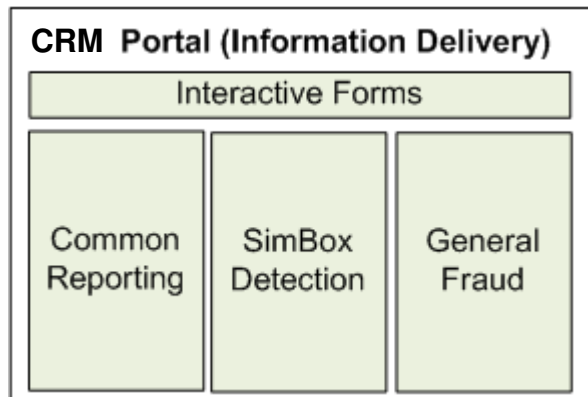 CRM Portal (Information Delivery)
Interactive Forms
Common
Reporting
SimBox
Detection
General
Fraud